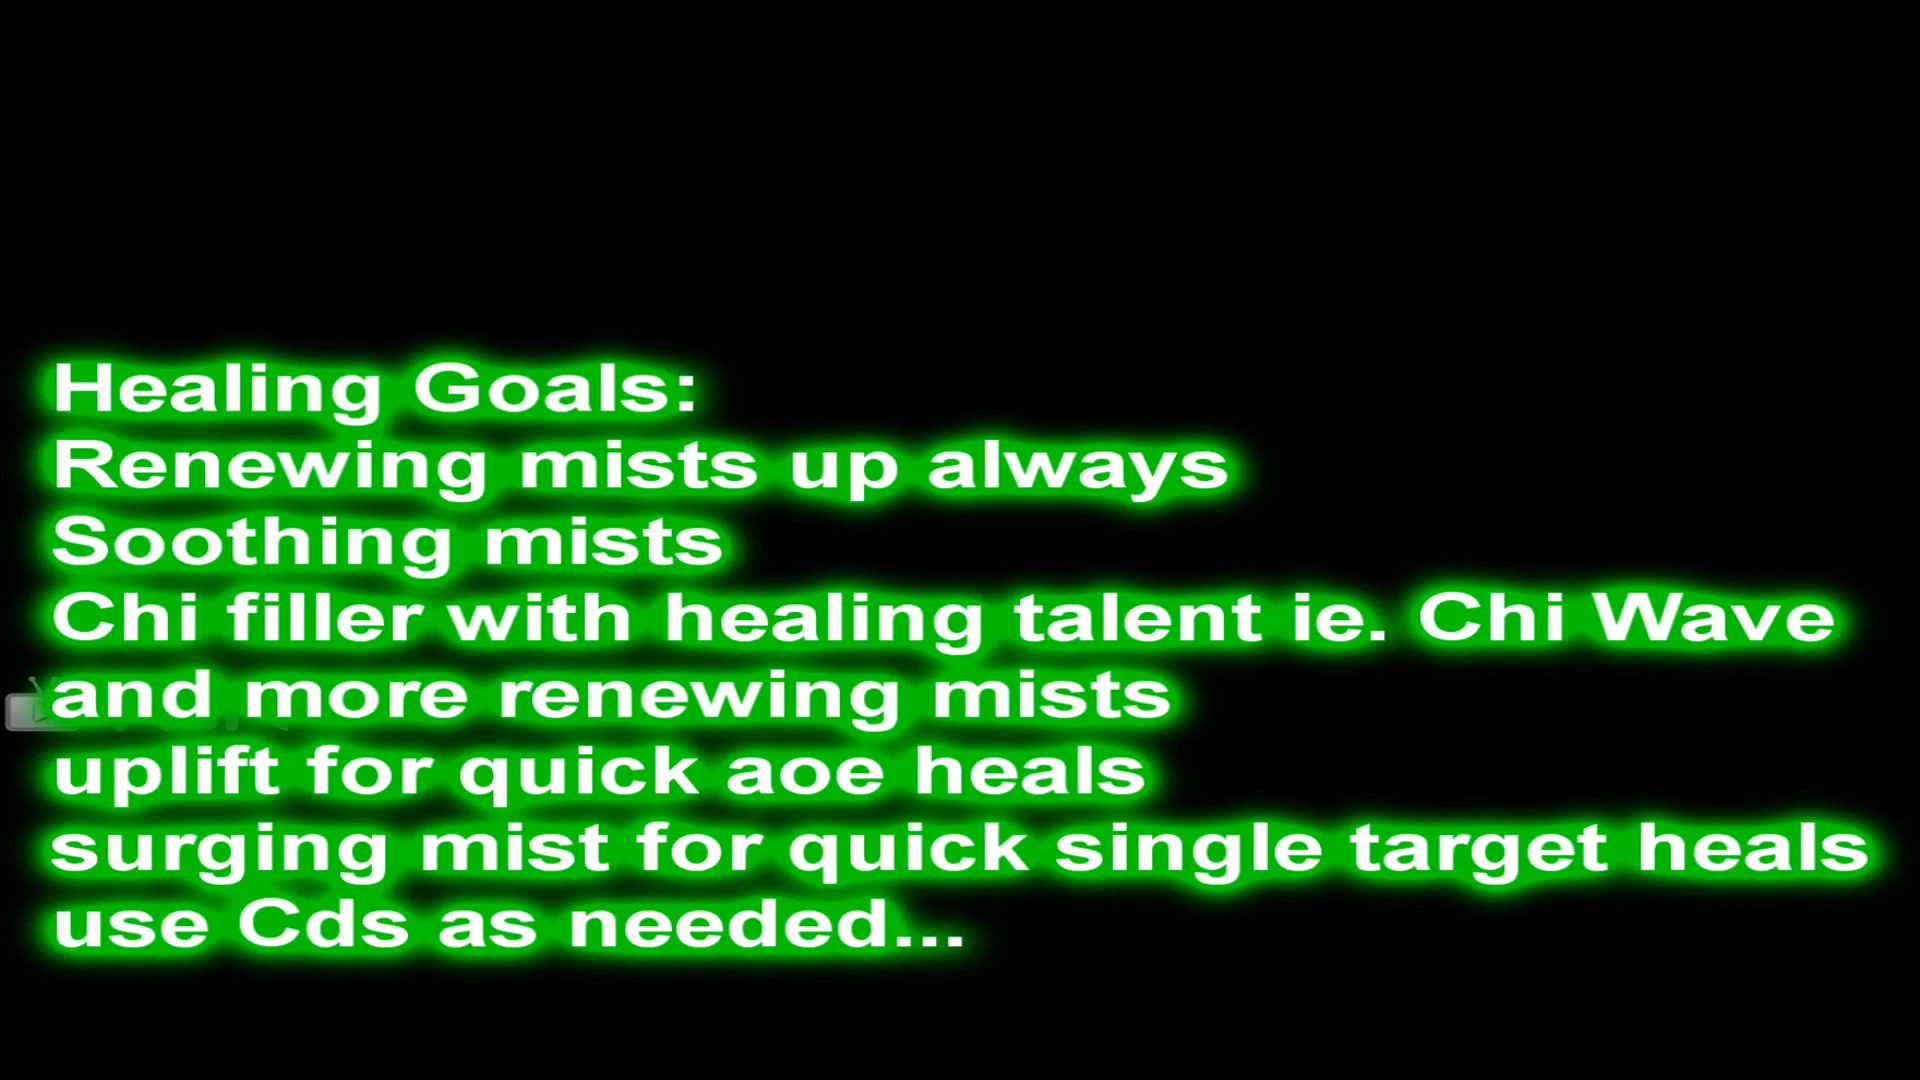 Healing Goals:
Renewing mists up always
Soothing mists
Chi filler with healing talent ie. Chi Wave
and more renewing mists
uplift for quick aoe heals
surging mist for quick single target heals
use Cds as needed...